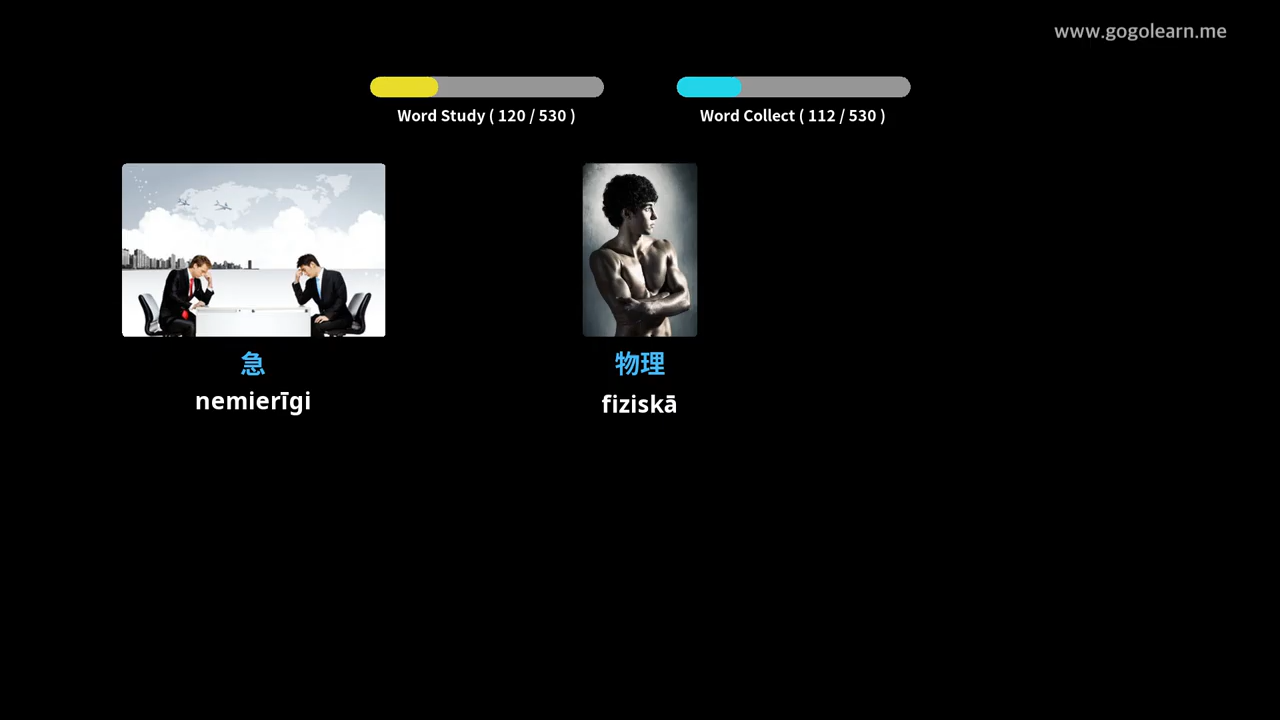 www.gogolearn.me
Word Study ( 120 / 530 )
Word Collect ( 112 / 530 )
急
nemierīgi
物理
fiziskā